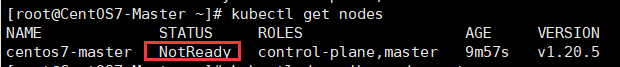 [root@CentOS7-Master ~]# kubectl get nodes
NAME STATUS ROLES AGE VERSION
centos7-master NotReady control-plane,master 9m57s v1.20.5